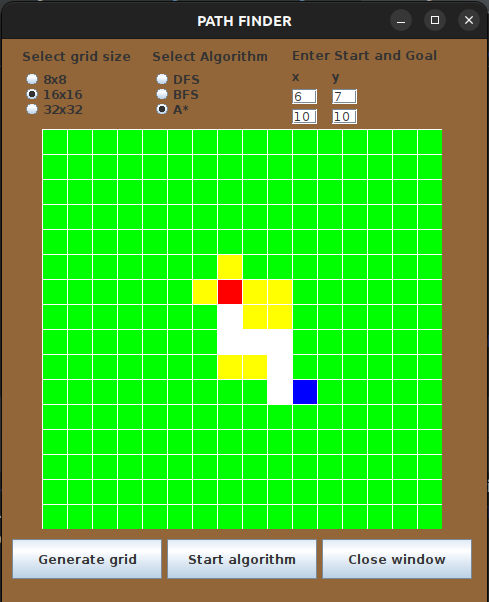 PATH FINDER
Select grid size
8x8
16x16
32x32
Select Algorithm
DFS
BFS
A*
Enter Start and Goal
x y
6 7
10 10
Generate grid
Start algorithm
Close window